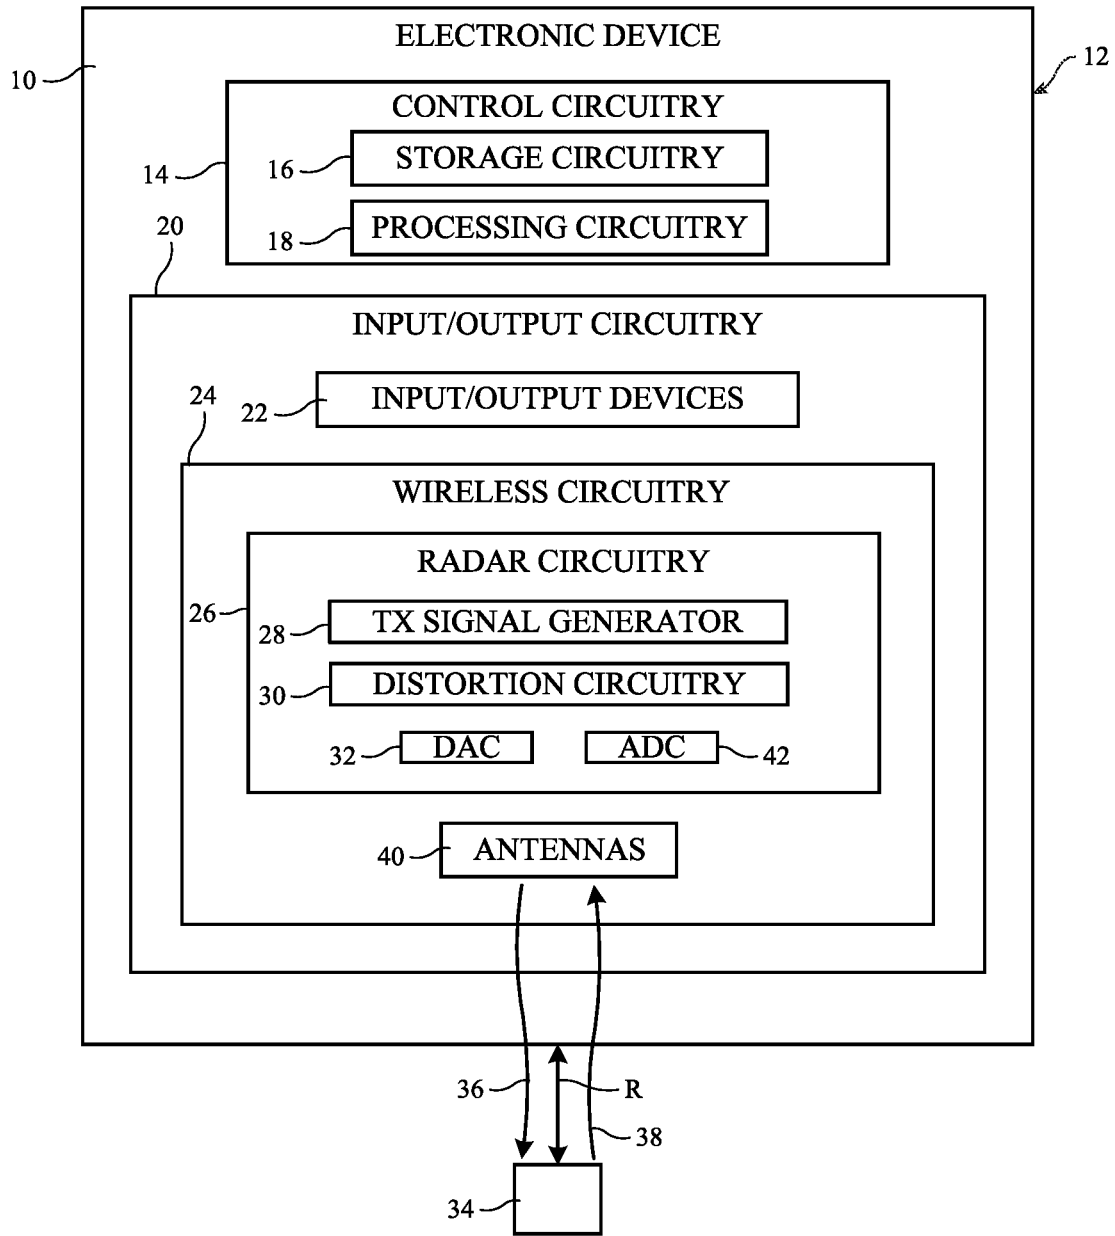 ELECTRONIC DEVICE
10
12
CONTROL CIRCUITRY
14
16
STORAGE CIRCUITRY
18
PROCESSING CIRCUITRY
20
INPUT/OUTPUT CIRCUITRY
22
INPUT/OUTPUT DEVICES
24
WIRELESS CIRCUITRY
RADAR CIRCUITRY
26
28
TX SIGNAL GENERATOR
30
DISTORTION CIRCUITRY
32
DAC
ADC
42
40
ANTENNAS
36
R
38
34